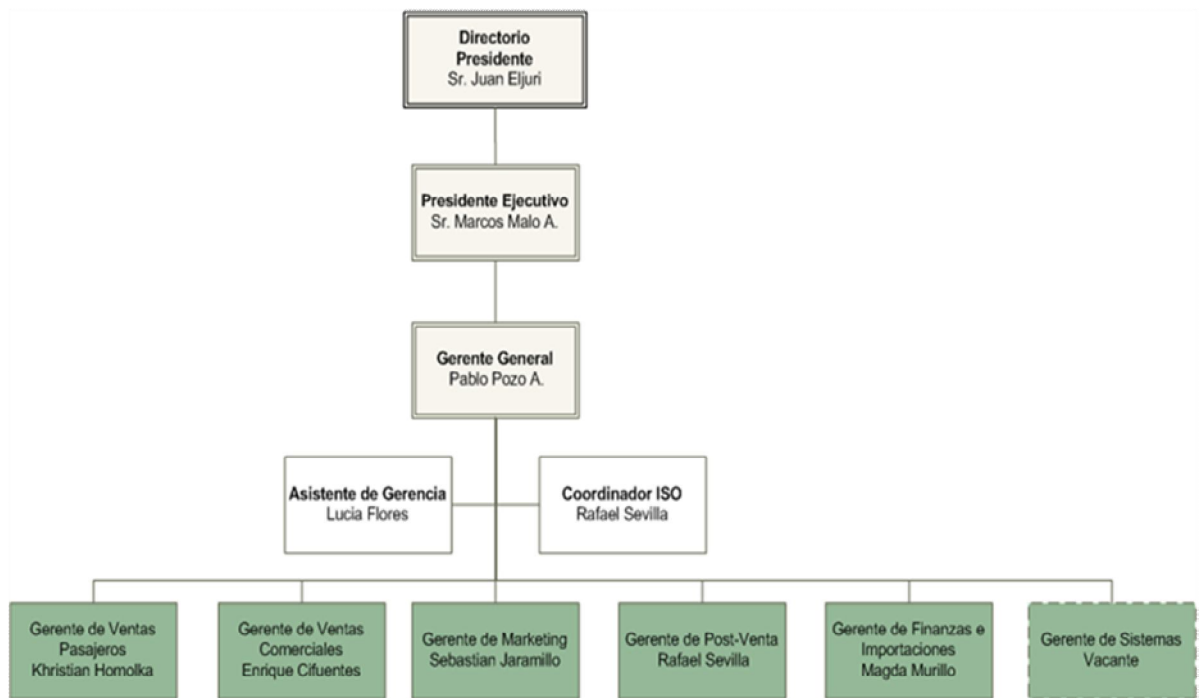 Directorio
Presidente
Sr. Juan Eljuri
Presidente Ejecutivo
Sr. Marcos Malo A.
Gerente General
Pablo Pozo A.
Asistente de Gerencia
Lucia Flores
Coordinador ISO
Rafael Sevilla
Gerente de Ventas
Pasajeros
Khristian Homolka
Gerente de Ventas
Comerciales
Enrique Cifuentes
Gerente de Marketing
Sebastian Jaramillo
Gerente de Post-Venta
Rafael Sevilla
Gerente de Finanzas e
Importaciones
Magda Murillo
Gerente de Sistemas
Vacante